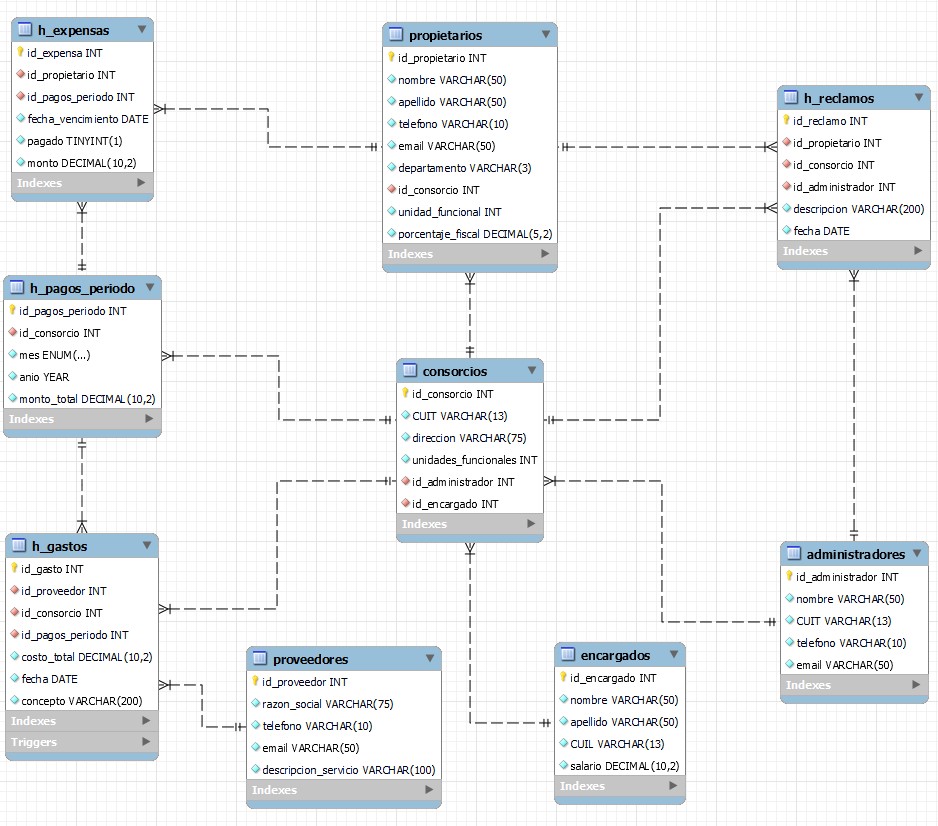 h_expensas
id_expensa INT
id_propietario INT
id_pagos_periodo INT
fecha_vencimiento DATE
pagado TINYINT(1)
monto DECIMAL(10,2)
Indexes
propietarios
id_propietario INT
nombre VARCHAR(50)
apellido VARCHAR(50)
telefono VARCHAR(10)
email VARCHAR(50)
departamento VARCHAR(3)
id_consorcio INT
unidad_funcional INT
porcentaje_fiscal DECIMAL(5,2)
Indexes
h_reclamos
id_reclamo INT
id_propietario INT
id_consorcio INT
id_administrador INT
descripcion VARCHAR(200)
fecha DATE
Indexes
h_pagos_periodo
id_pagos_periodo INT
id_consorcio INT
mes ENUM(...)
anio YEAR
monto_total DECIMAL(10,2)
Indexes
consorcios
id_consorcio INT
CUIT VARCHAR(13)
direccion VARCHAR(75)
unidades_funcionales INT
id_administrador INT
id_encargado INT
Indexes
h_gastos
id_gasto INT
id_proveedor INT
id_consorcio INT
id_pagos_periodo INT
costo_total DECIMAL(10,2)
fecha DATE
concepto VARCHAR(200)
Indexes
Triggers
proveedores
id_proveedor INT
razon_social VARCHAR(75)
telefono VARCHAR(10)
email VARCHAR(50)
descripcion_servicio VARCHAR(100)
Indexes
encargados
id_encargado INT
nombre VARCHAR(50)
apellido VARCHAR(50)
CUIL VARCHAR(13)
salario DECIMAL(10,2)
Indexes
administradores
id_administrador INT
nombre VARCHAR(50)
CUIT VARCHAR(13)
telefono VARCHAR(10)
email VARCHAR(50)
Indexes